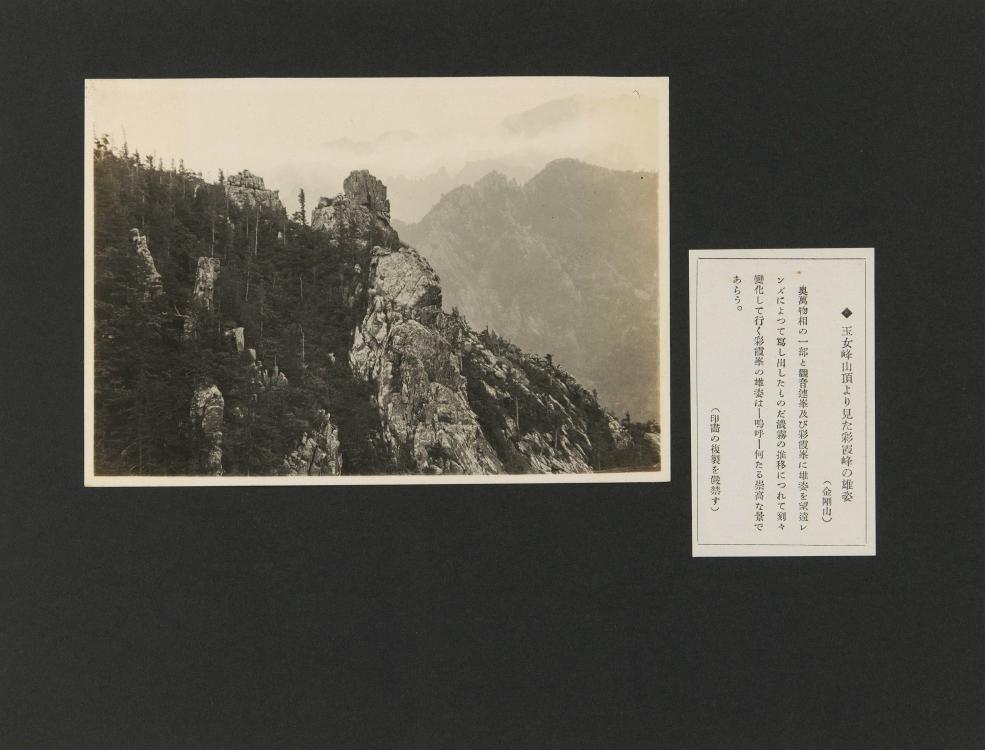 ◆ 玉女峰山頂より見た彩霞峰の雄姿
（金剛山）
奥萬物相の一部と觀音連峯及び彩霞峯に雄姿を望遠レ
ンズによつて寫し出したものだ濃霧の推移につれて刻々
變化して行く彩霞峯の雄姿は―嗚呼―何たる崇高な景で
あらう。
（印畵の複製を嚴禁す）